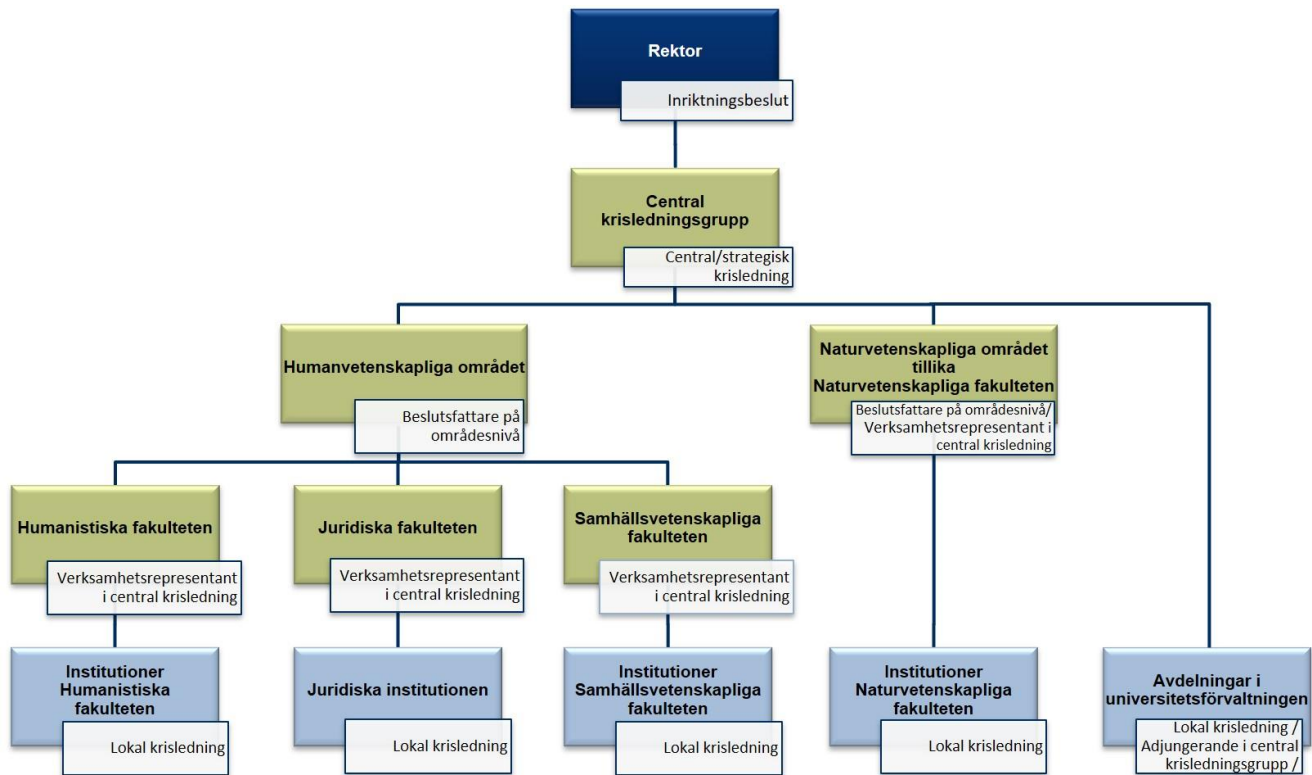 Rektor
Inriktningsbeslut
Central
krisledningsgrupp
Central/strategisk
krisledning
Humanvetenskapliga området
Beslutsfattare på
områdesnivå
Naturvetenskapliga området
tillika
Naturvetenskapliga fakulteten
Beslutsfattare på områdesnivå/
Verksamhetsrepresentant i
central krisledning
Humanistiska fakulteten
Verksamhetsrepresentant
i central krisledning
Juridiska fakulteten
Verksamhetsrepresentant
i central krisledning
Samhällsvetenskapliga
fakulteten
Verksamhetsrepresentant
i central krisledning
Institutioner
Humanistiska
fakulteten
Lokal krisledning
Juridiska institutionen
Lokal krisledning
Institutioner
Samhällsvetenskapliga
fakulteten
Lokal krisledning
Institutioner
Naturvetenskapliga
fakulteten
Lokal krisledning
Avdelningar i
universitetsförvaltningen
Lokal krisledning /
Adjungerande i central
krisledningsgrupp /